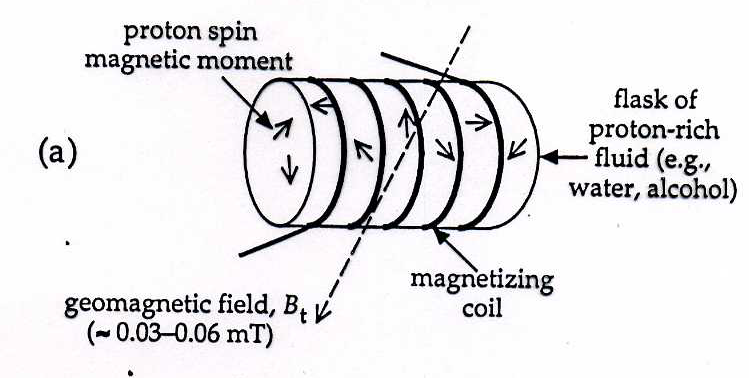 proton spin
magnetic moment
(a)
flask of
proton-rich
fluid (e.g.,
water, alcohol)
magnetizing
coil
geomagnetic field, Bt
(~ 0.03–0.06 mT)